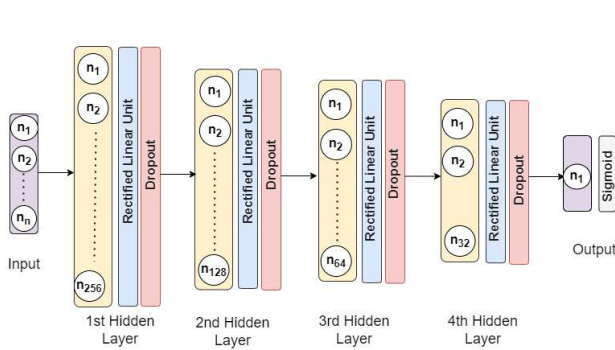 n1
n2
nn
Input
n1
n2
n256
Rectified Linear Unit
Dropout
1st Hidden
Layer
n1
n2
n128
Rectified Linear Unit
Dropout
2nd Hidden
Layer
n1
n2
n64
Rectified Linear Unit
Dropout
3rd Hidden
Layer
n1
n2
n32
Rectified Linear Unit
Dropout
4th Hidden
Layer
n1
Sigmoid
Output